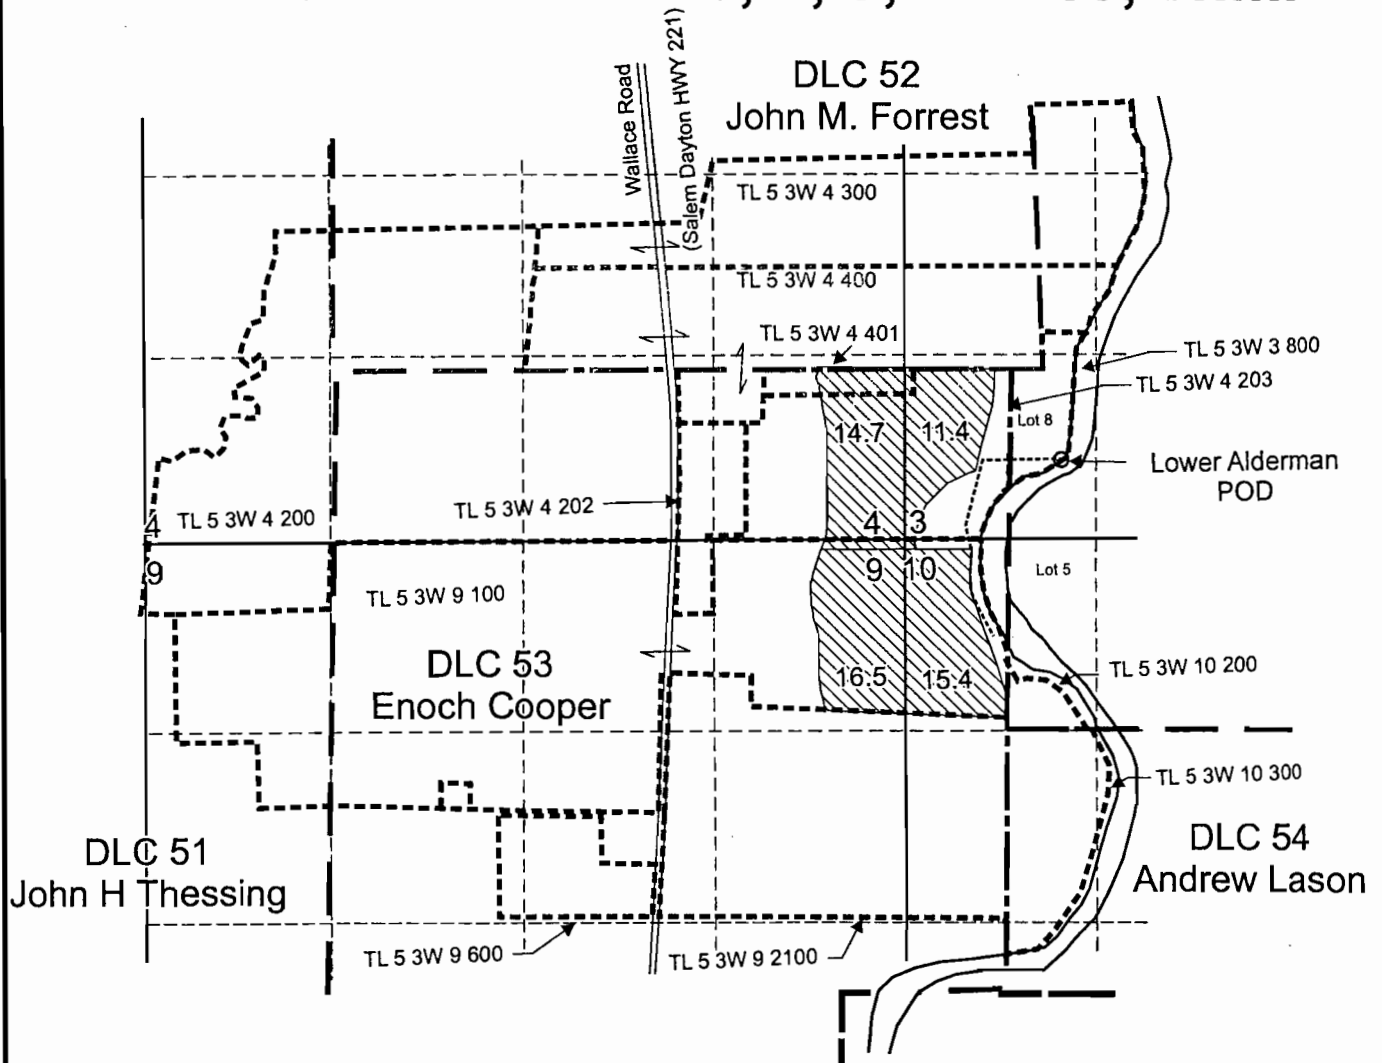 DLC 52
John M. Forrest
Wallace Road
(Salem Dayton HWY 221)
TL 5 3W 4 300
TL 5 3W 4 400
TL 5 3W 4 401
TL 5 3W 3 800
TL 5 3W 4 203
Lot 8
14.7
11.4
Lower Alderman
POD
TL 5 3W 4 202
TL 5 3W 4 200
4
4
3
9
9
10
Lot 5
TL 5 3W 9 100
DLC 53
Enoch Cooper
16.5
15.4
TL 5 3W 10 200
TL 5 3W 10 300
DLC 51
John H Thessing
DLC 54
Andrew Lason
TL 5 3W 9 600
TL 5 3W 9 2100